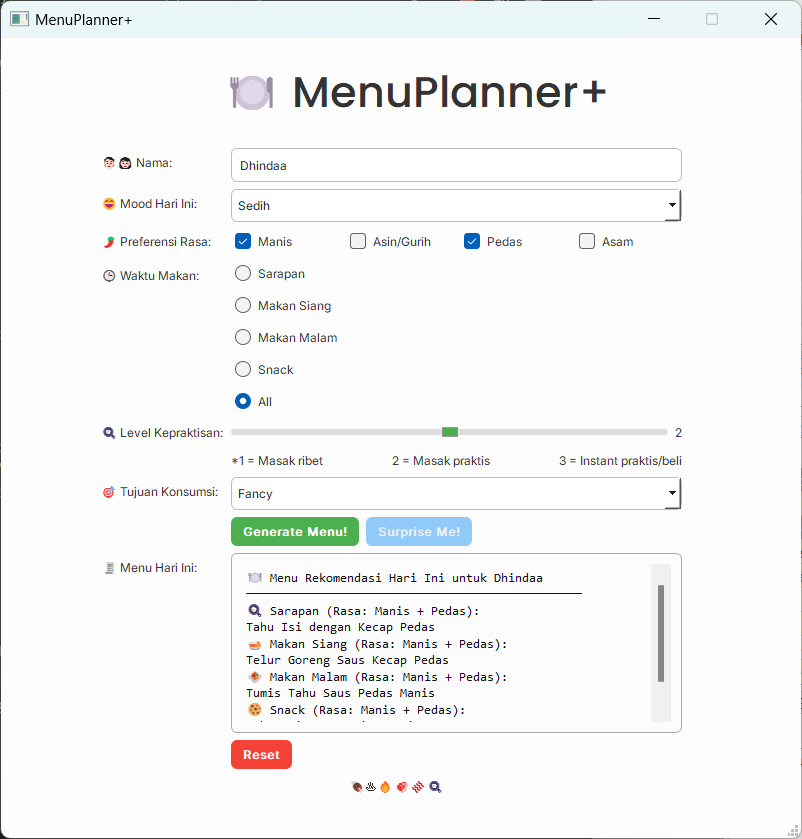 MenuPlanner+
🍽️ MenuPlanner+
Nama: Dhindaa
Mood Hari Ini: Sedih
Preferensi Rasa: Manis Asin/Gurih Pedas Asam
Waktu Makan: Sarapan
Makan Siang
Makan Malam
Snack
All
Level Kepraktisan: 2
*1 = Masak ribet 2 = Masak praktis 3 = Instant praktis/beli
Tujuan Konsumsi: Fancy
Generate Menu! Surprise Me!
Menu Hari Ini:
🍽️ Menu Rekomendasi Hari Ini untuk Dhindaa
Sarapan (Rasa: Manis + Pedas):
Tahu Isi dengan Kecap Pedas
Makan Siang (Rasa: Manis + Pedas):
Telur Goreng Saus Kecap Pedas
Makan Malam (Rasa: Manis + Pedas):
Tumis Tahu Saus Pedas Manis
Snack (Rasa: Manis + Pedas):
Reset